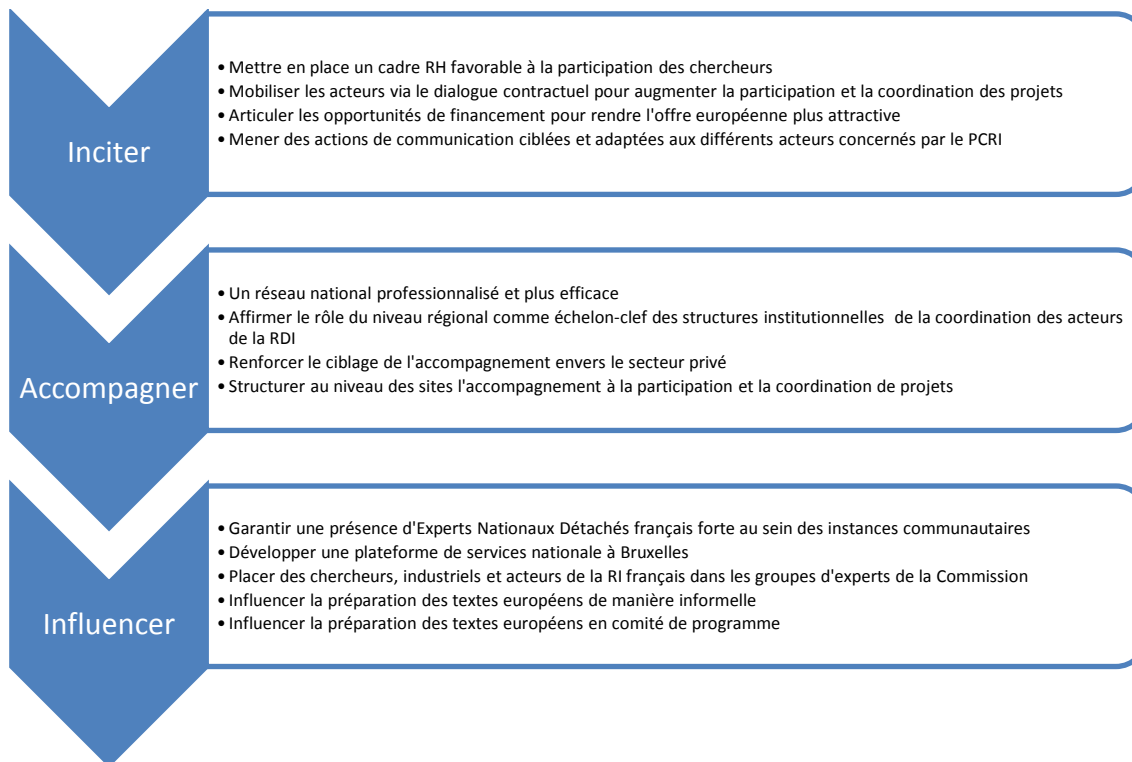 Inciter
• Mettre en place un cadre RH favorable à la participation des chercheurs
• Mobiliser les acteurs via le dialogue contractuel pour augmenter la participation et la coordination des projets
• Articuler les opportunités de financement pour rendre l'offre européenne plus attractive
• Mener des actions de communication ciblées et adaptées aux différents acteurs concernés par le PCRI
Accompagner
• Un réseau national professionnalisé et plus efficace
• Affirmer le rôle du niveau régional comme échelon-clef des structures institutionnelles de la coordination des acteurs
de la RDI
• Renforcer le ciblage de l'accompagnement envers le secteur privé
• Structurer au niveau des sites l'accompagnement à la participation et la coordination de projets
Influencer
• Garantir une présence d'Experts Nationaux Détachés français forte au sein des instances communautaires
• Développer une plateforme de services nationale à Bruxelles
• Placer des chercheurs, industriels et acteurs de la RI français dans les groupes d'experts de la Commission
• Influencer la préparation des textes européens de manière informelle
• Influencer la préparation des textes européens en comité de programme